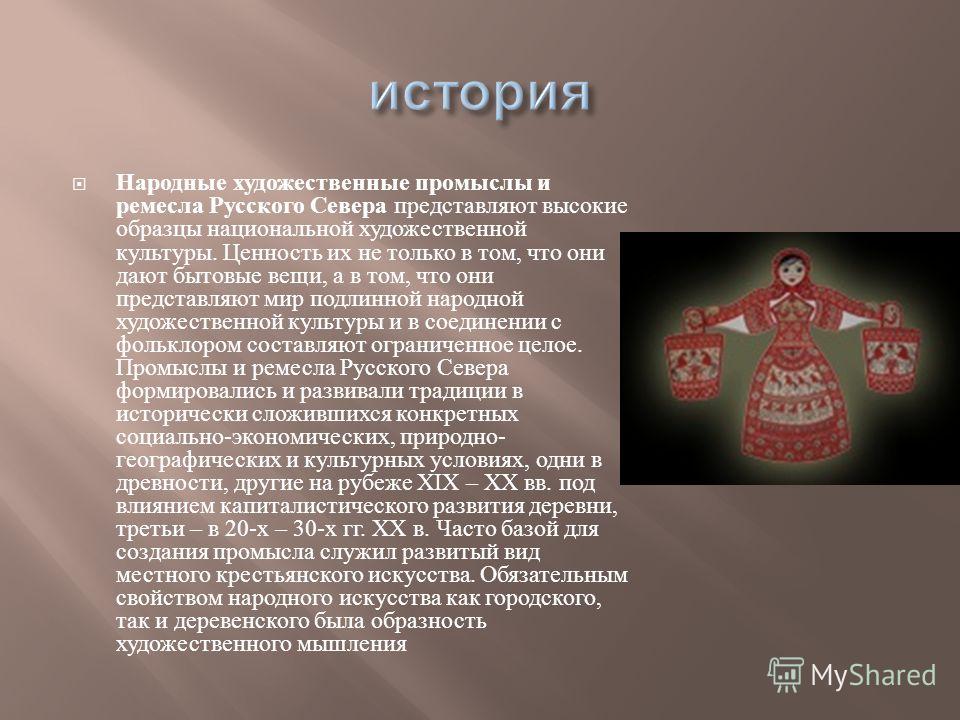 история
Народные художественные промыслы и
ремесла Русского Севера представляют высокие
образцы национальной художественной
культуры. Ценность их не только в том, что они
дают бытовые вещи, а в том, что они
представляют мир подлинной народной
художественной культуры и в соединении с
фольклором составляют ограниченное целое.
Промыслы и ремесла Русского Севера
формировались и развивали традиции в
исторически сложившихся конкретных
социально-экономических, природно-
географических и культурных условиях, одни в
древности, другие на рубеже XIX – XX вв. под
влиянием капиталистического развития деревни,
третьи – в 20-х – 30-х гг. XX в. Часто базой для
создания промысла служил развитый вид
местного крестьянского искусства. Обязательным
свойством народного искусства как городского,
так и деревенского была образность
художественного мышления
MyShared